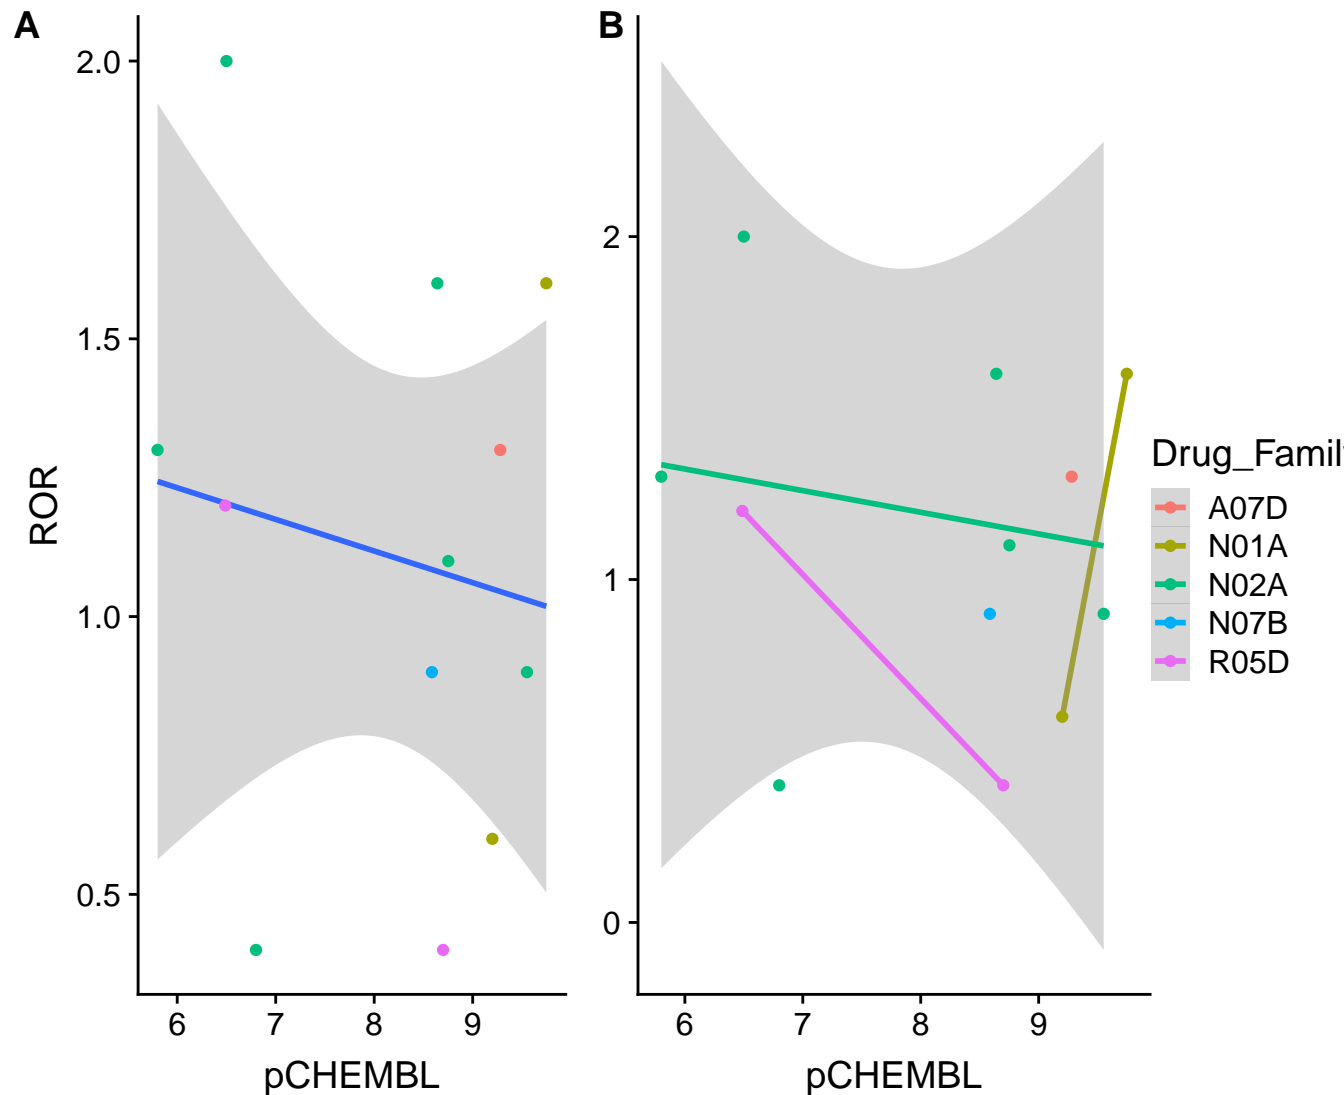 A
B
2.0
1.5
1.0
0.5
ROR
6 7 8 9
pCHEMBL
2
1
0
6 7 8 9
pCHEMBL
Drug_Famil
A07D
N01A
N02A
N07B
R05D